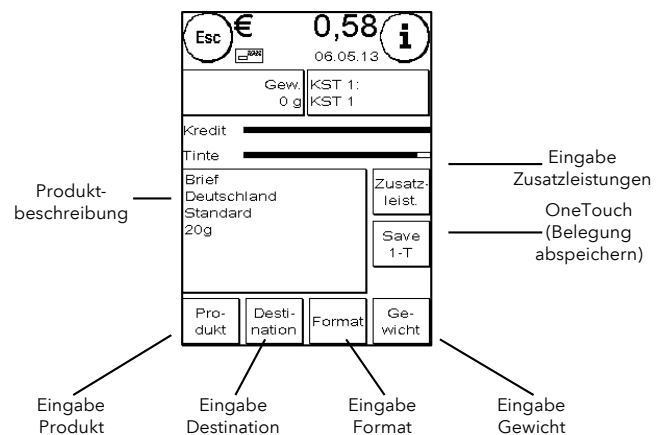 Esc € 0,58 i
06.05.13
Gew. KST 1:
0 g KST 1
Kredit
Tinte
Brief
Deutschland
Standard
20g
Zusatz-
leist.
Save
1-T
Pro-
dukt
Desti-
nation
Format
Ge-
wicht
Produkt-
beschreibung
Eingabe
Zusatzleistungen
OneTouch
(Belegung
abspeichern)
Eingabe
Produkt
Eingabe
Destination
Eingabe
Format
Eingabe
Gewicht